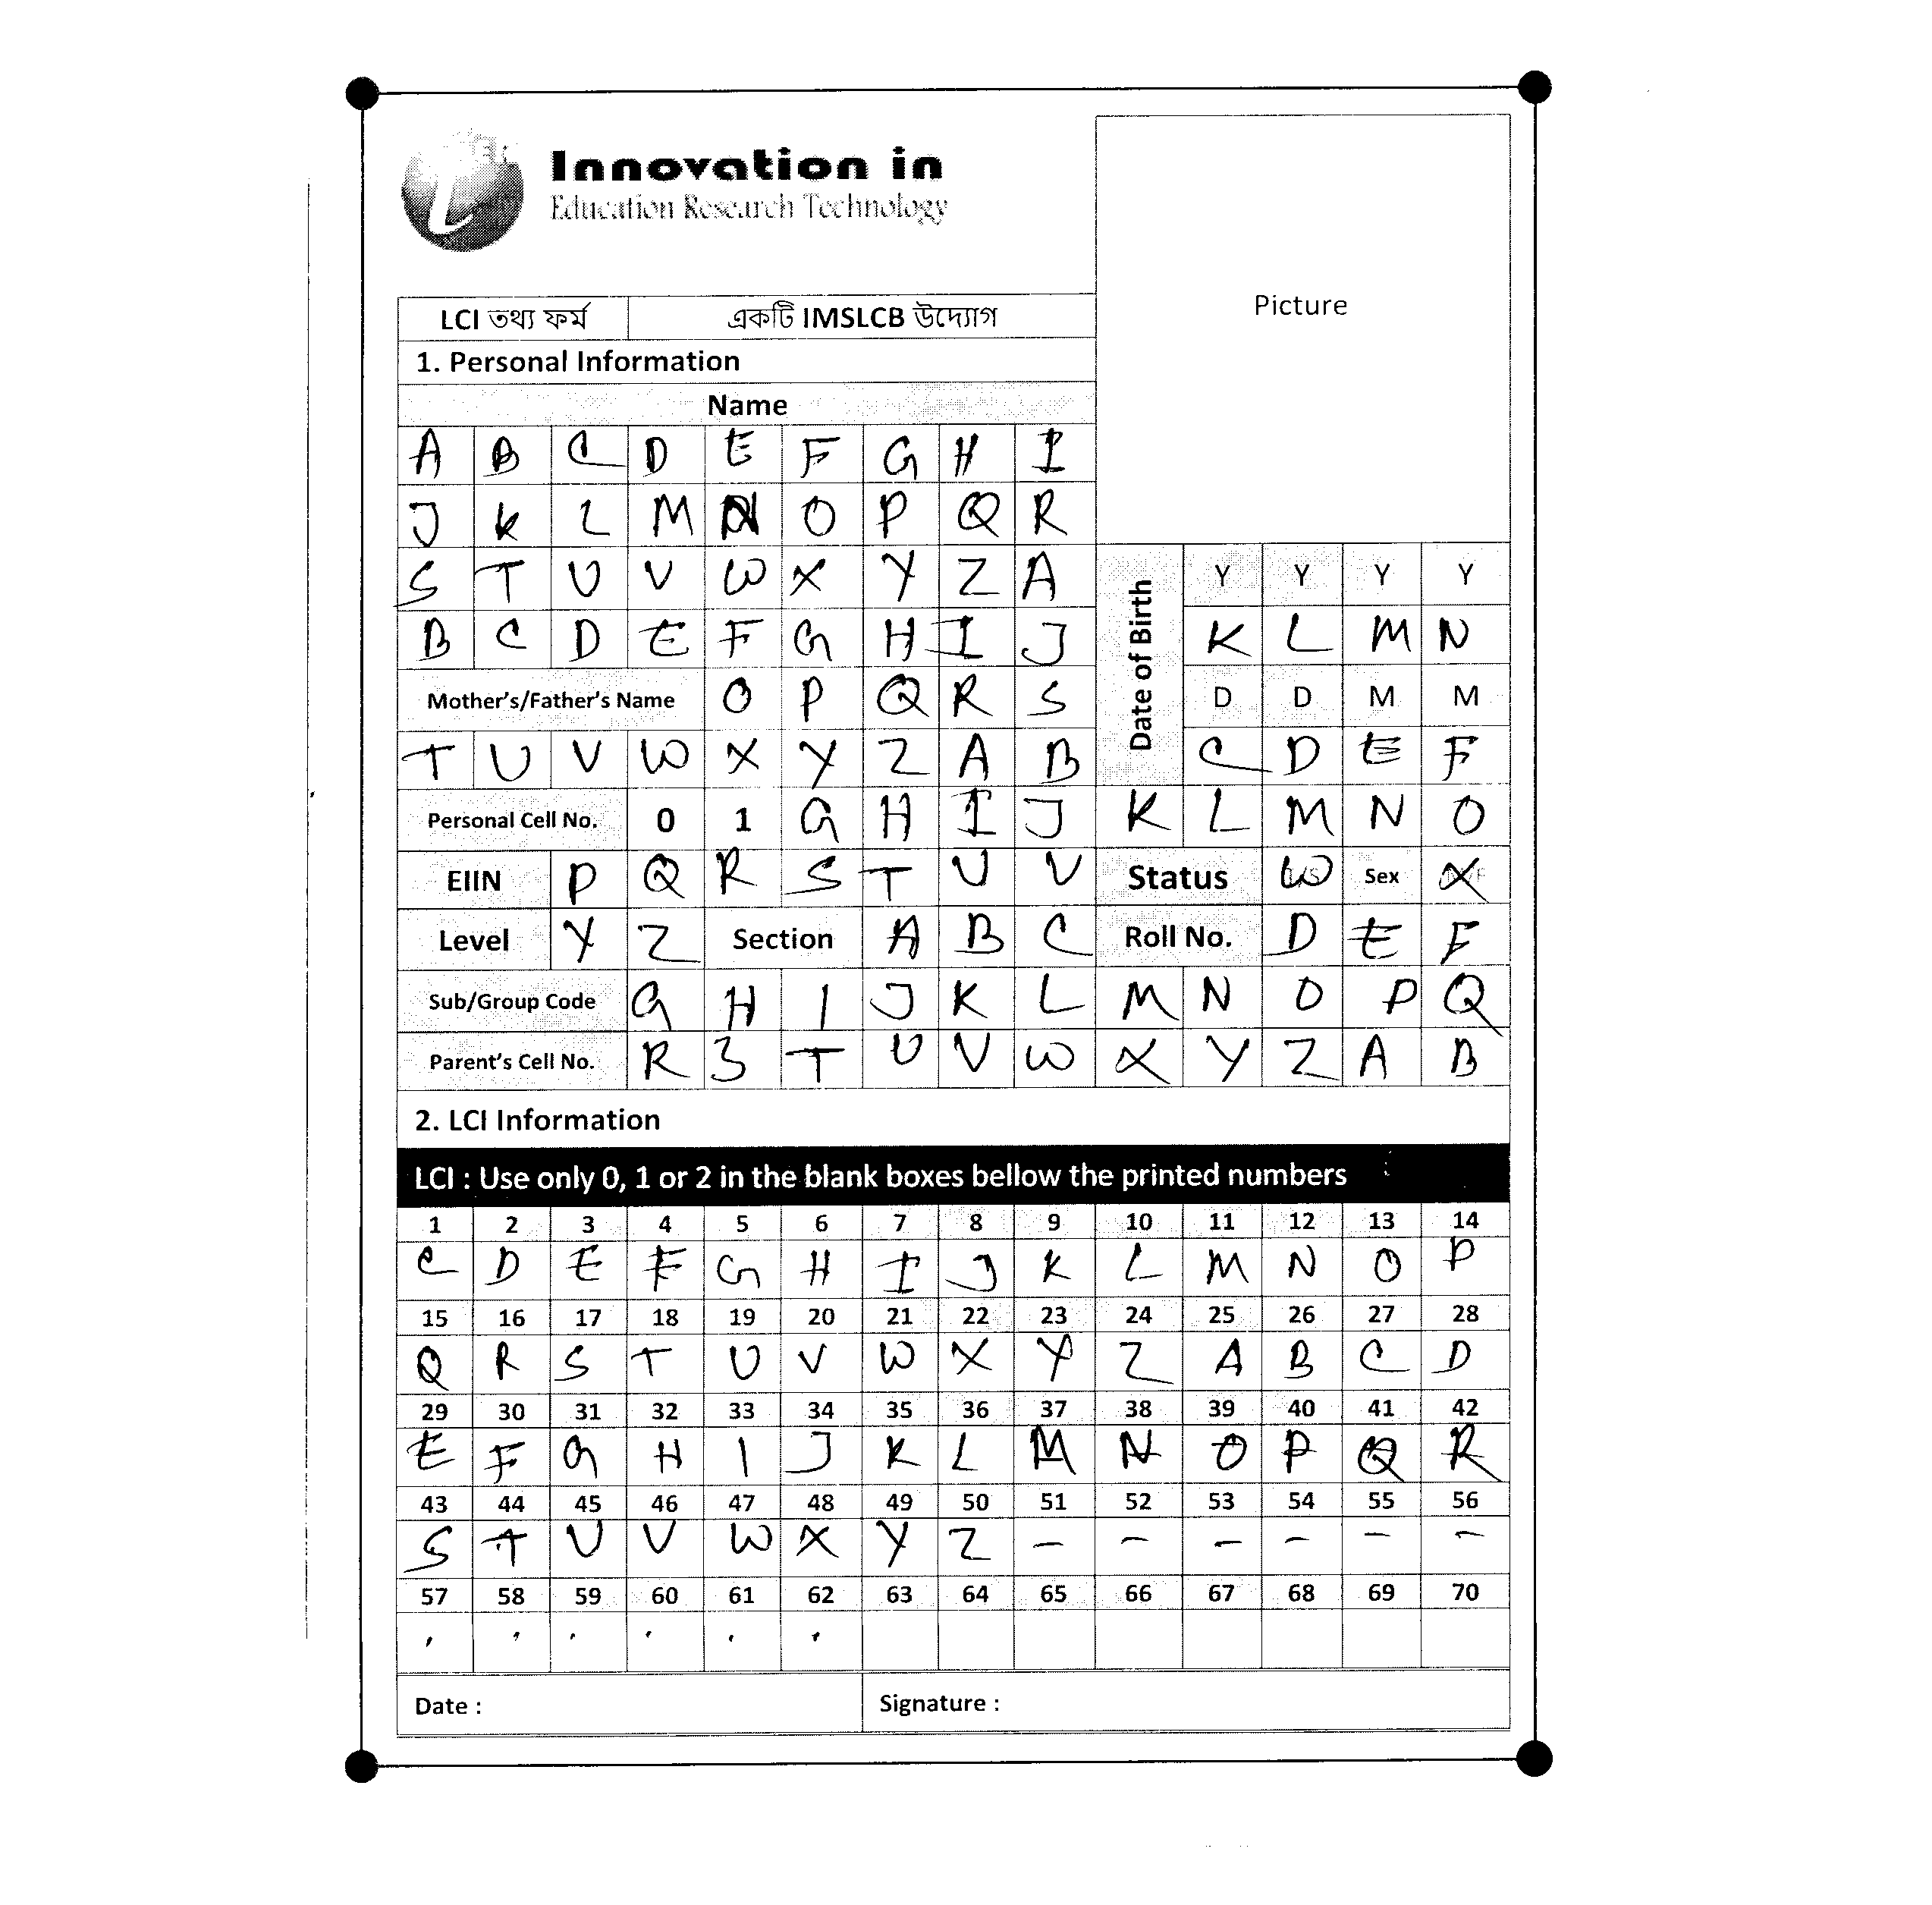 Innovation in
Education Research Technology
Picture
LCI তথ্য ফর্ম একটি IMSLCB উদ্যোগ
1. Personal Information
Name
A B C D E F G H I
J K L M N O P Q R
S T U V W X Y Z A
B C D E F G H I J
Date of Birth
Y Y Y Y
K L M N
D D M M
C D E F
Mother's/Father's Name O P Q R S
T U V W X Y Z A B
Personal Cell No. 0 1 G H I J K L M N O
EIIN P Q R S T U V Status W Sex X
Level Y Z Section A B C Roll No. D E F
Sub/Group Code G H I J K L M N O P Q
Parent's Cell No. R S T U V W X Y Z A B
2. LCI Information
LCI : Use only 0, 1 or 2 in the blank boxes bellow the printed numbers
1 2 3 4 5 6 7 8 9 10 11 12 13 14
C D E F G H I J K L M N O P
15 16 17 18 19 20 21 22 23 24 25 26 27 28
Q R S T U V W X Y Z A B C D
29 30 31 32 33 34 35 36 37 38 39 40 41 42
E F G H I J K L M N O P Q R
43 44 45 46 47 48 49 50 51 52 53 54 55 56
S T U V W X Y Z - - - - - -
57 58 59 60 61 62 63 64 65 66 67 68 69 70
, , , , , ,
Date :
Signature :